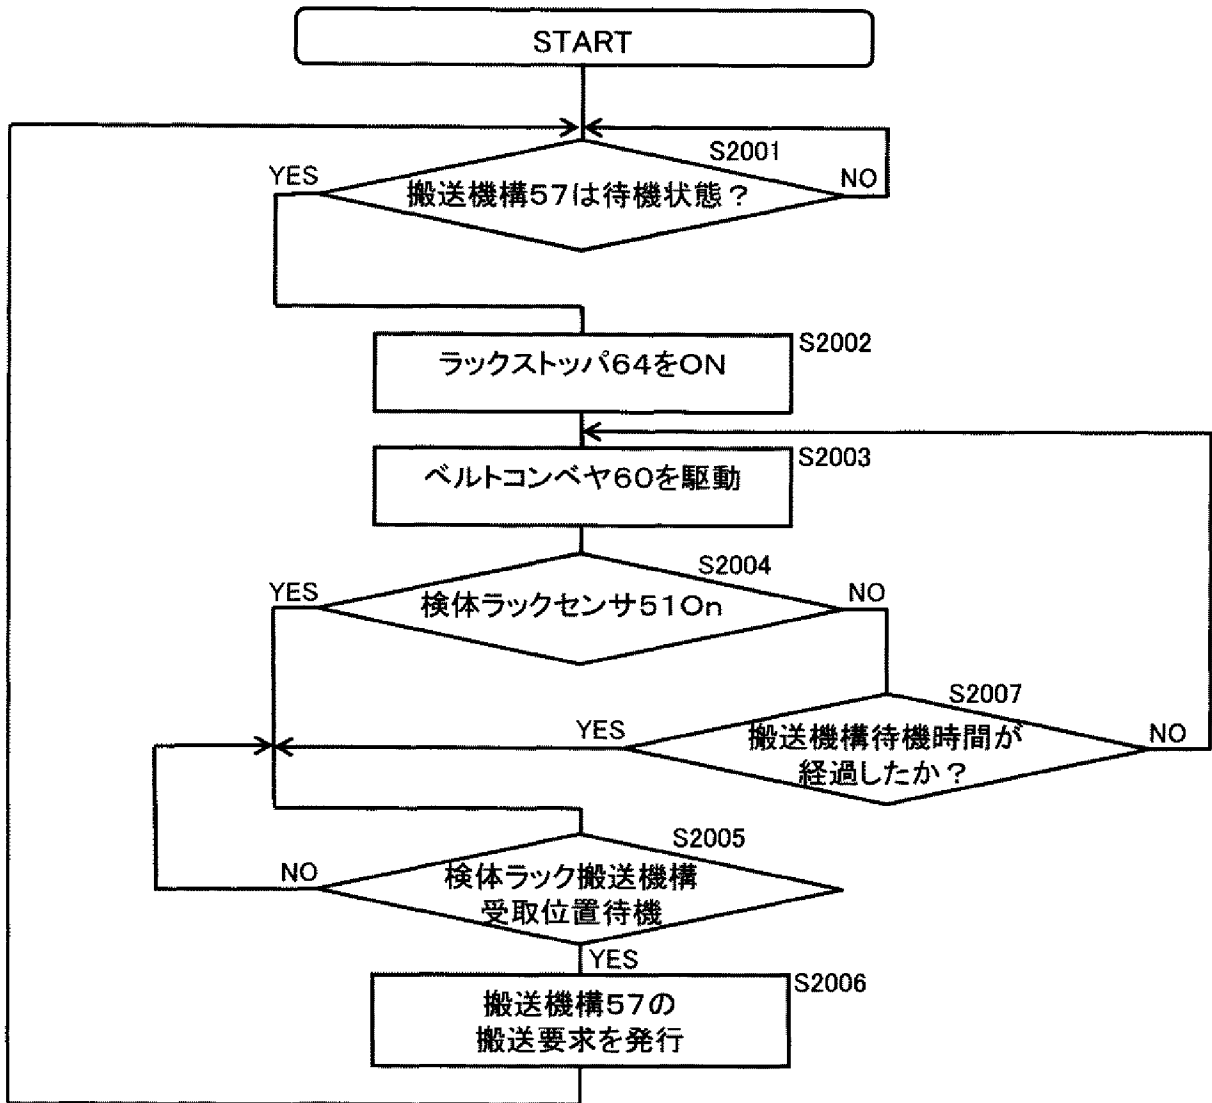 START
S2001
YES
搬送機構57は待機状態？
NO
S2002
ラックストッパ64をON
S2003
ベルトコンベヤ60を駆動
S2004
YES
検体ラックセンサ51On
NO
S2007
YES
搬送機構待機時間が
経過したか？
NO
S2005
NO
検体ラック搬送機構
受取位置待機
YES
S2006
搬送機構57の
搬送要求を発行